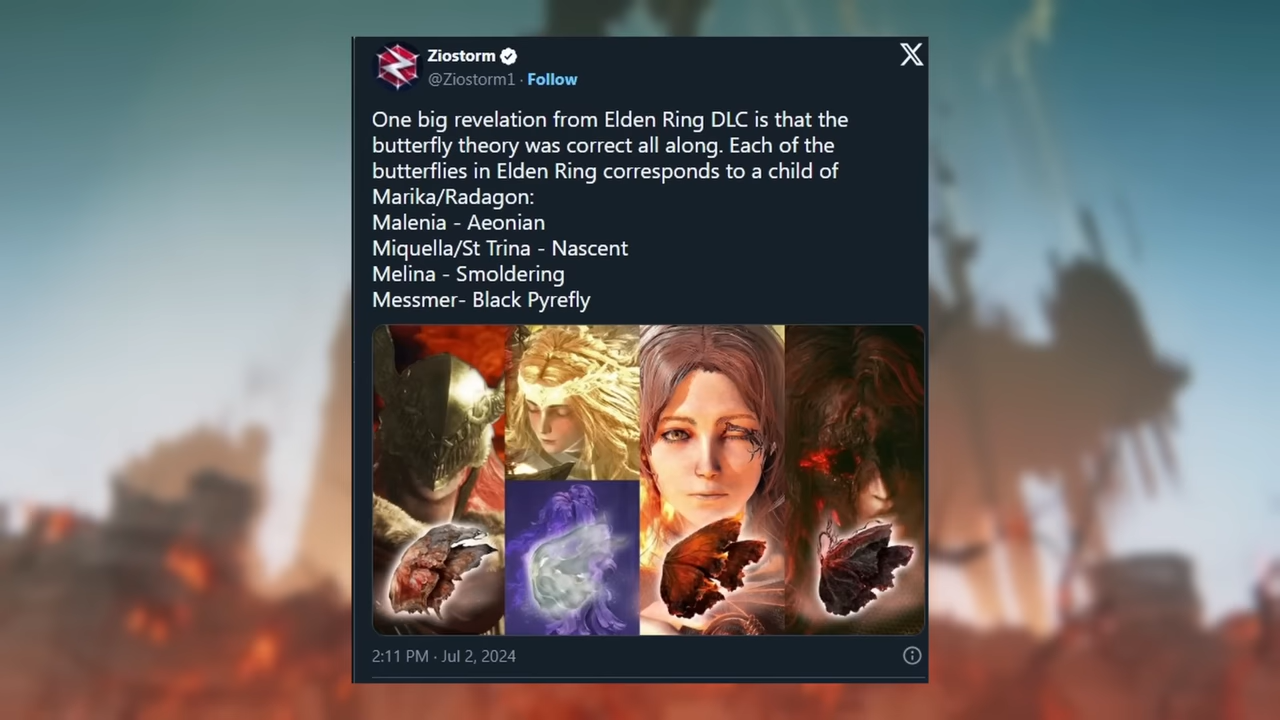 Ziostorm
@Ziostorm1 · Follow
One big revelation from Elden Ring DLC is that the
butterfly theory was correct all along. Each of the
butterflies in Elden Ring corresponds to a child of
Marika/Radagon:
Malenia - Aeonian
Miquella/St Trina - Nascent
Melina - Smoldering
Messmer- Black Pyrefly
2:11 PM · Jul 2, 2024